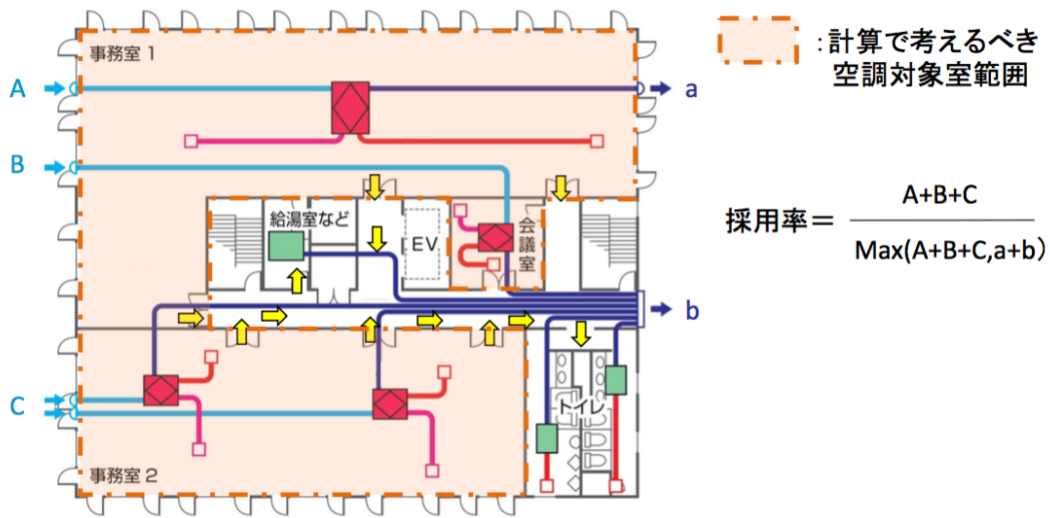 事務室1
:計算で考えるべき
空調対象室範囲
A
a
B
給湯室など
EV
会議室
採用率=
A+B+C
Max(A+B+C,a+b)
b
C
トイレ
事務室2